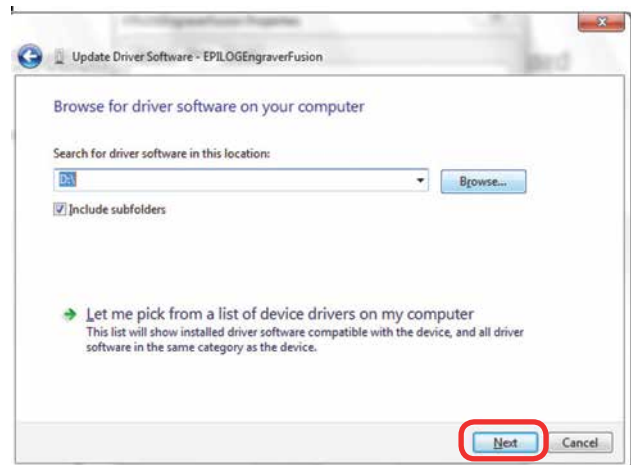 Update Driver Software - EPILOGEngraverFusion
Browse for driver software on your computer
Search for driver software in this location:
D:\
Browse...
Include subfolders
Let me pick from a list of device drivers on my computer
This list will show installed driver software compatible with the device, and all driver
software in the same category as the device.
Next
Cancel